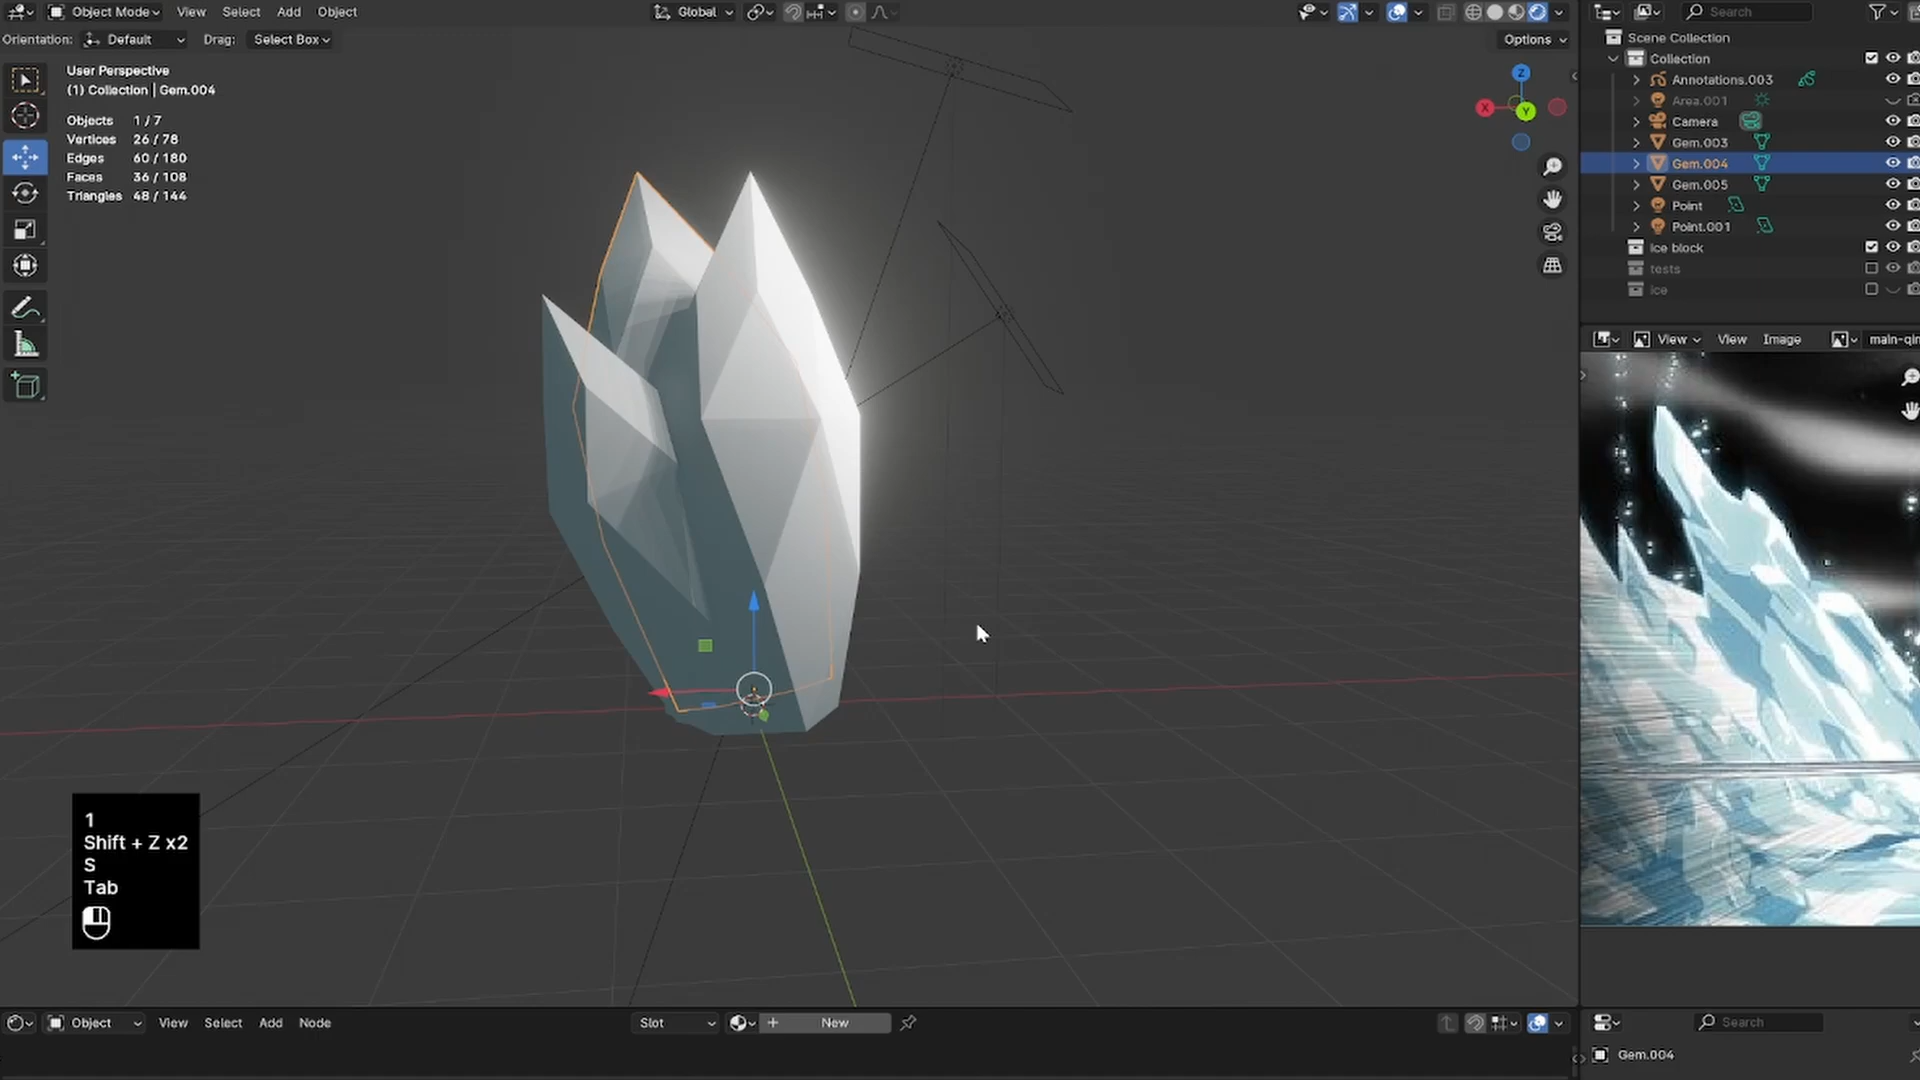 Object Mode View Select Add Object Global Search
Orientation: Default Drag: Select Box Options
User Perspective
(1) Collection | Gem.004
Objects 1 / 7
Vertices 26 / 78
Edges 60 / 180
Faces 36 / 108
Triangles 48 / 144
Z
X
Y
Scene Collection
Collection
Annotations.003
Area.001
Camera
Gem.003
Gem.004
Gem.005
Point
Point.001
Ice block
tests
ice
View View Image main-qim
1
Shift + Z x2
S
Tab
Object View Select Add Node Slot New Search
Gem.004